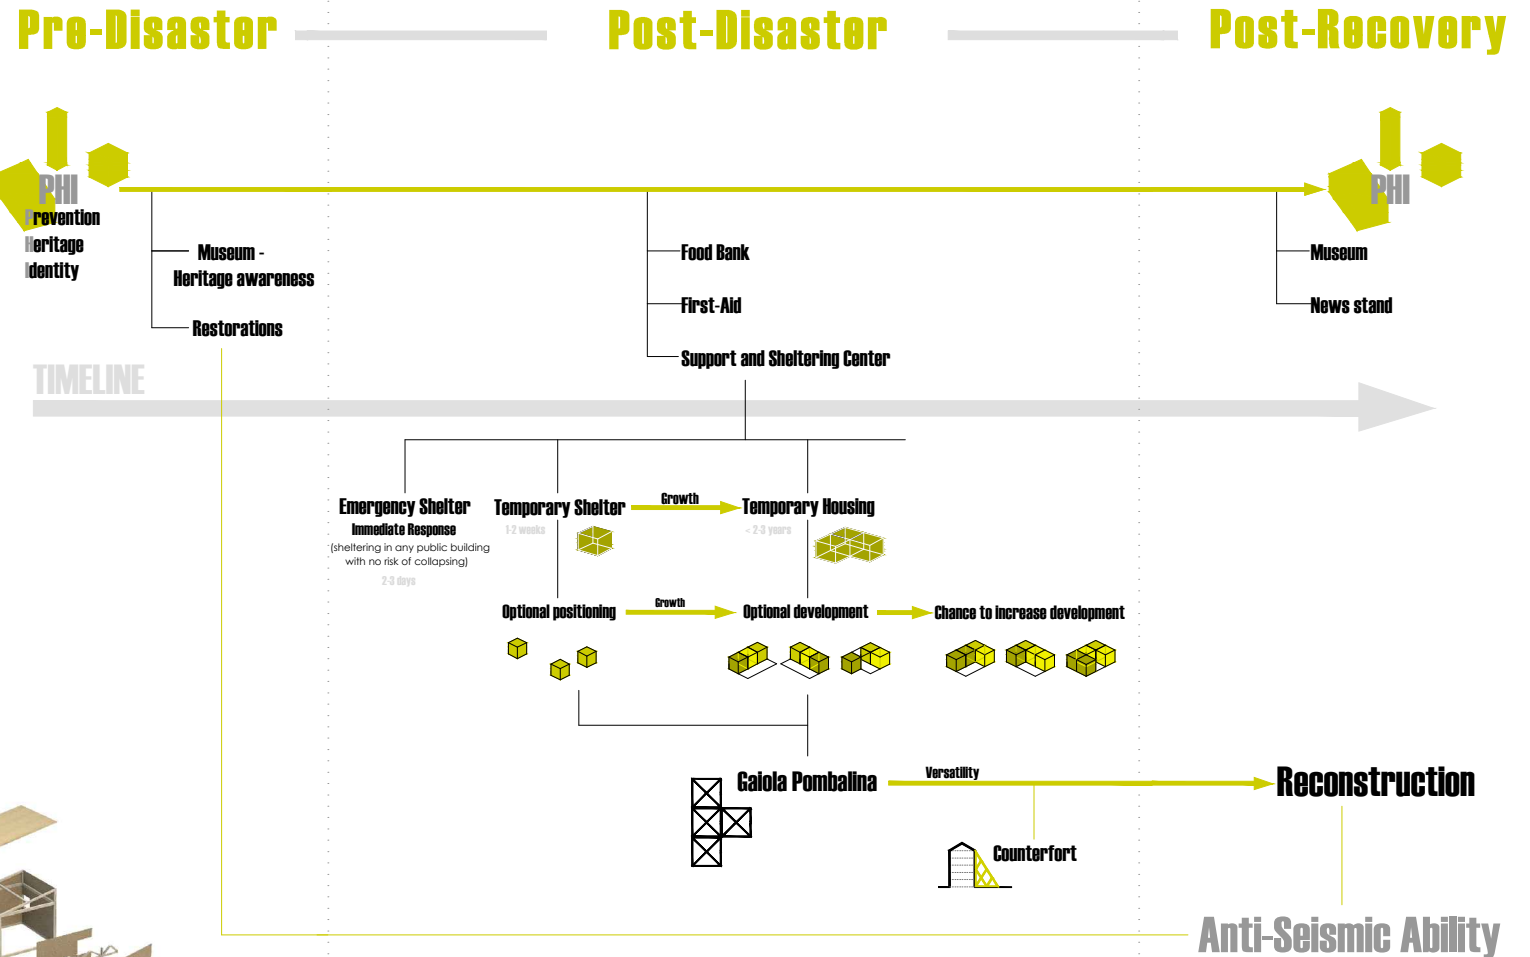 Pre-Disaster
Post-Disaster
Post-Recovery
PHI
Prevention
Heritage
Identity
PHI
Museum -
Heritage awareness
Restorations
Food Bank
First-Aid
Support and Sheltering Center
Museum
News stand
TIMELINE
Emergency Shelter
Immediate Response
(sheltering in any public building
with no risk of collapsing)
2-3 days
Temporary Shelter
1-2 weeks
Growth
Temporary Housing
< 2-3 years
Optional positioning
Growth
Optional development
Chance to increase development
Gaiola Pombalina
Versatility
Reconstruction
Counterfort
Anti-Seismic Ability